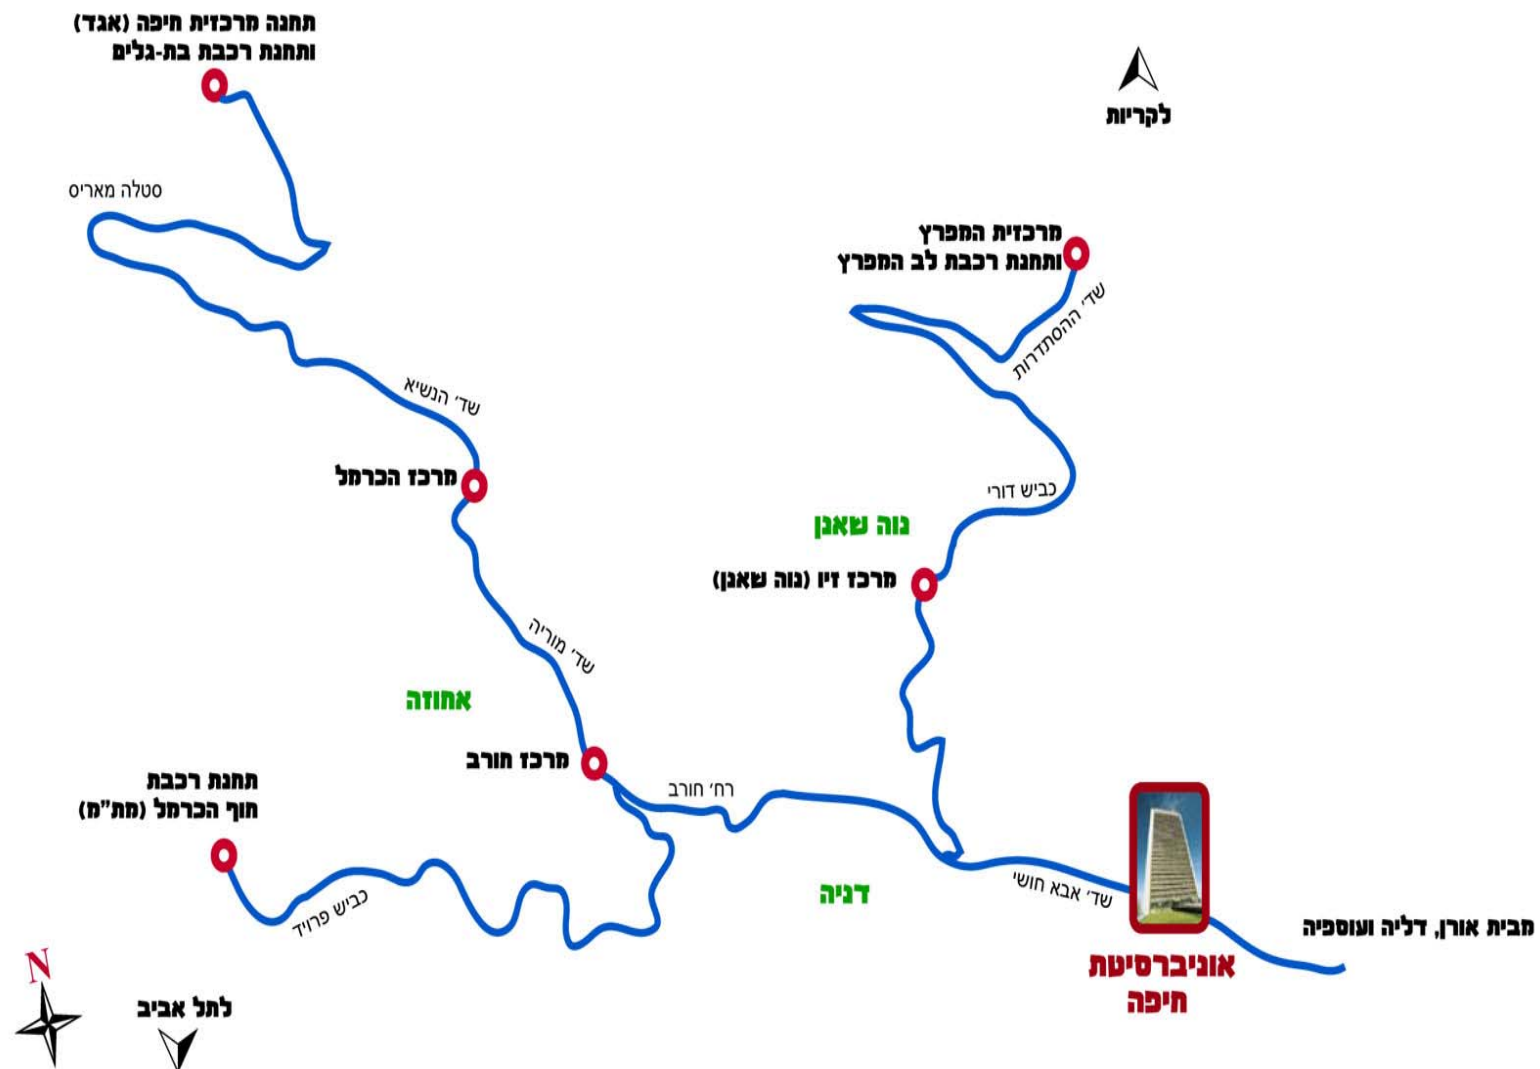 תחנה מרכזית חיפה (אגד)
ותחנת רכבת בת-גלים
לקריות
סטלה מאריס
מרכזית המפרץ
ותחנת רכבת לב המפרץ
שד׳ ההסתדרות
שד׳ הנשיא
מרכז הכרמל
כביש דורי
נוה שאנן
מרכז זיו (נוה שאנן)
שד׳ מוריה
אחוזה
מרכז חורב
רח׳ חורב
תחנת רכבת
חוף הכרמל (מת"מ)
כביש פרויד
דניה
שד׳ אבא חושי
מבית אורן, דליה ועוספיה
אוניברסיטת
חיפה
N
לתל אביב